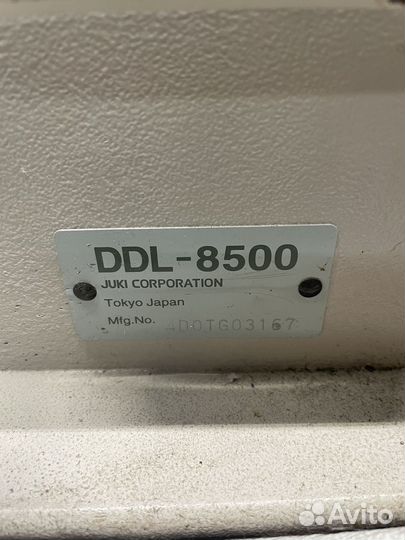 DDL-8500
JUKI CORPORATION
Tokyo Japan
Mfg.No. 4D0TG03167
Avito